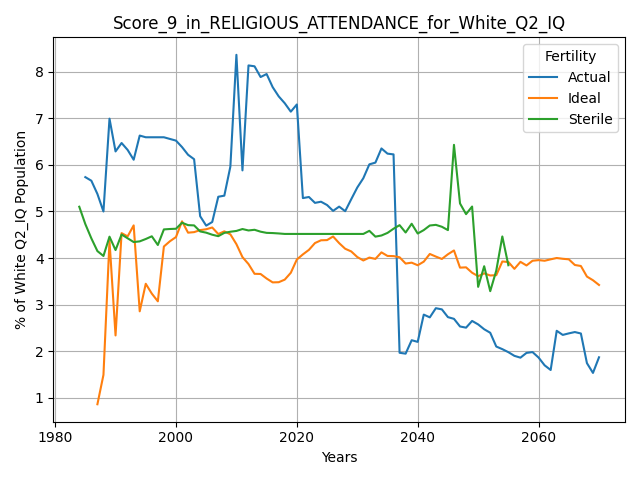 Score_9_in_RELIGIOUS_ATTENDANCE_for_White_Q2_IQ
Fertility
Actual
Ideal
Sterile
% of White Q2_IQ Population
8
7
6
5
4
3
2
1
1980 2000 2020 2040 2060
Years